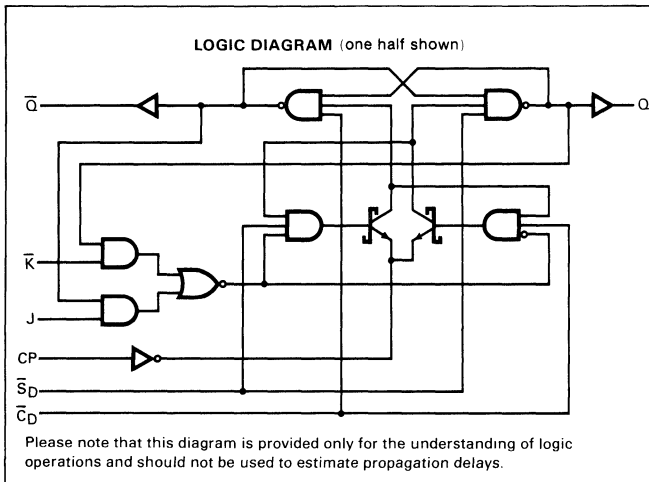 LOGIC DIAGRAM (one half shown)
Q̅
Q
K̅
J
CP
S̅D
C̅D
Please note that this diagram is provided only for the understanding of logic
operations and should not be used to estimate propagation delays.